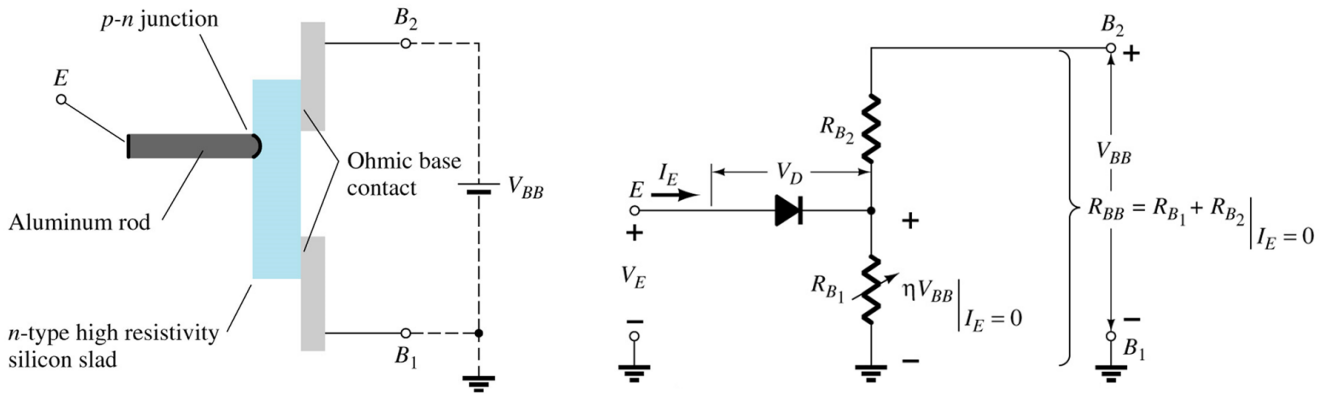 p-n junction
E
B2
Ohmic base
contact
VBB
Aluminum rod
n-type high resistivity
silicon slad
B1
B2
+
RB2
VD
IE
E
+
VE
–
+
RB1
ηVBB|IE = 0
–
VBB
RBB = RB1 + RB2|IE = 0
–
B1